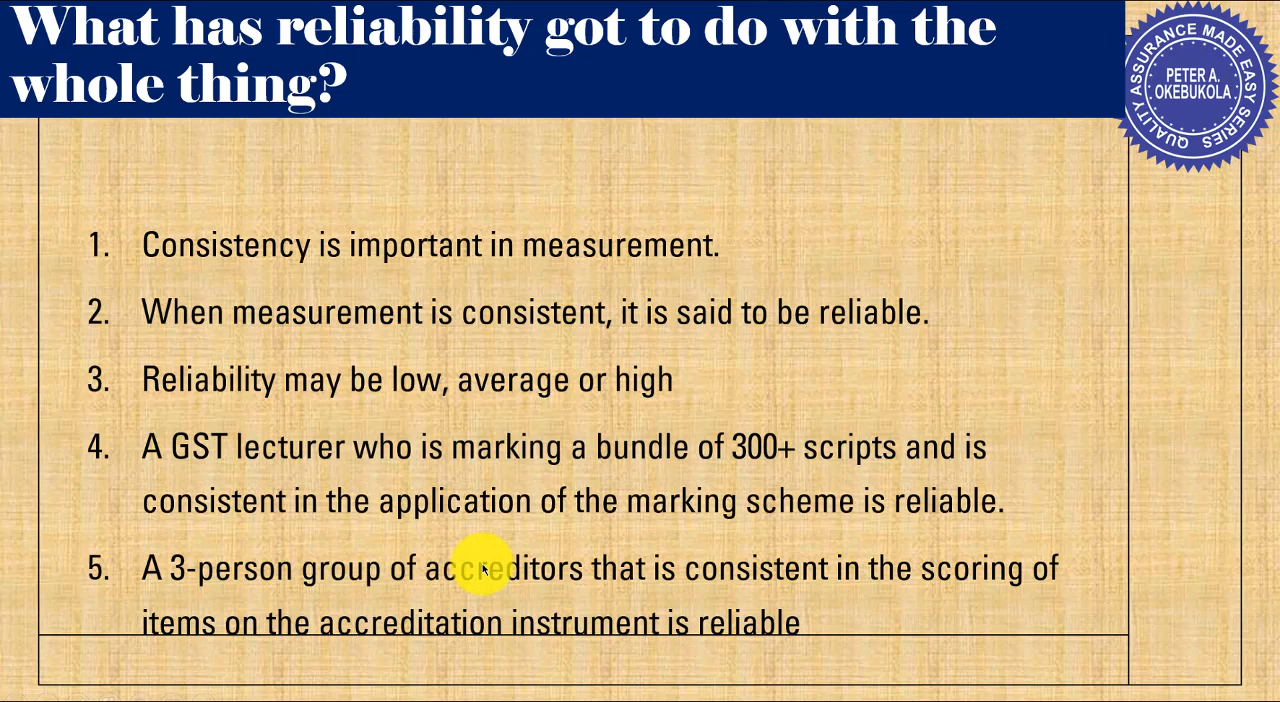 What has reliability got to do with the
whole thing?
QUALITY ASSURANCE MADE EASY SERIES
PETER A.
OKEBUKOLA
1. Consistency is important in measurement.
2. When measurement is consistent, it is said to be reliable.
3. Reliability may be low, average or high
4. A GST lecturer who is marking a bundle of 300+ scripts and is
consistent in the application of the marking scheme is reliable.
5. A 3-person group of accreditors that is consistent in the scoring of
items on the accreditation instrument is reliable